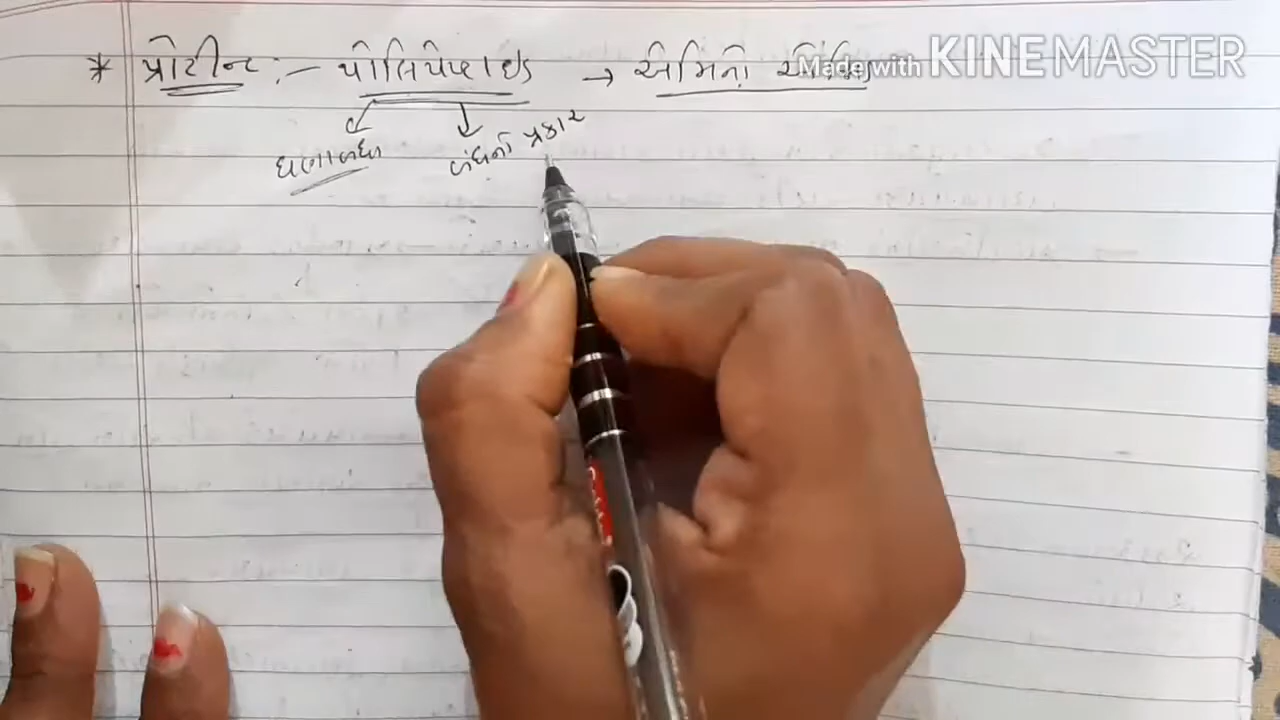 * પ્રોટીન :- પોલિપેપ્ટાઇડ → એમિનો
Made with KINEMASTER
ઘણાબધા બંધનો પ્રકાર